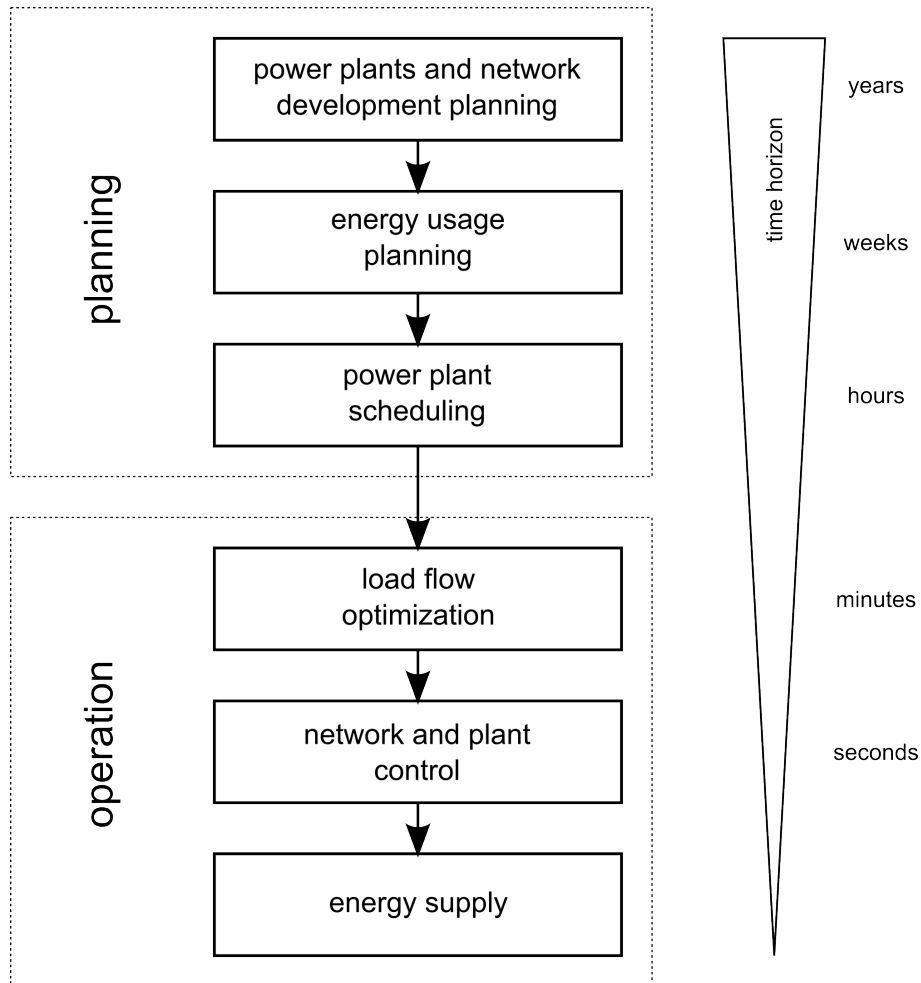 planning
power plants and network
development planning
energy usage
planning
power plant
scheduling
operation
load flow
optimization
network and plant
control
energy supply
time horizon
years
weeks
hours
minutes
seconds